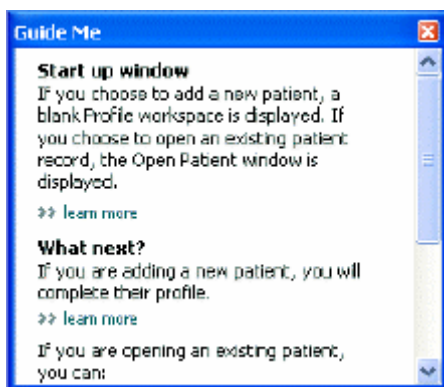 Guide Me
Start up window
If you choose to add a new patient, a
blank Profile workspace is displayed. If
you choose to open an existing patient
record, the Open Patient window is
displayed.
>> learn more
What next?
If you are adding a new patient, you will
complete their profile.
>> learn more
If you are opening an existing patient,
you can: